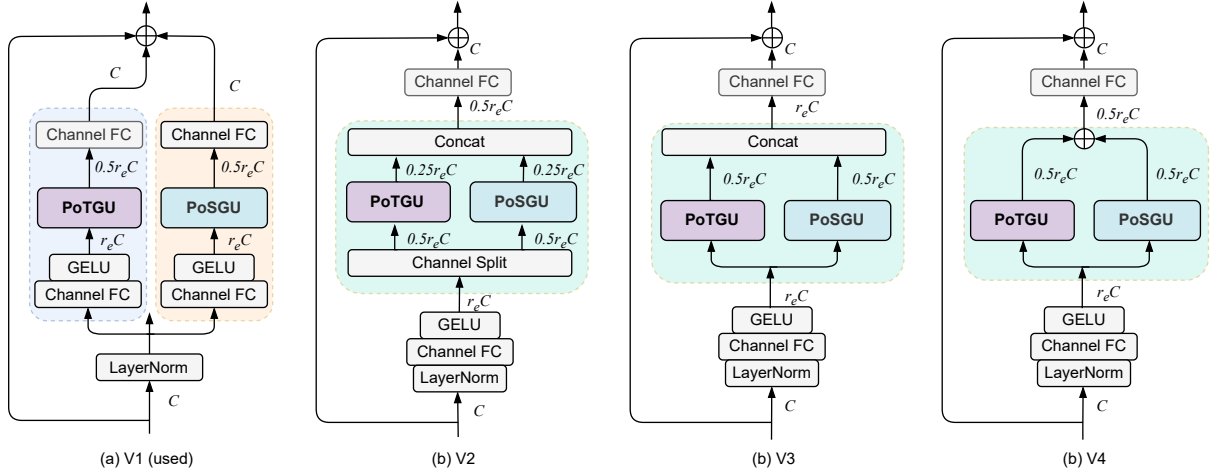 C
C
Channel FC
Channel FC
0.5r_eC
0.5r_eC
PoTGU
PoSGU
r_eC
r_eC
GELU
GELU
Channel FC
Channel FC
LayerNorm
C
(a) V1 (used)
C
Channel FC
0.5r_eC
Concat
0.25r_eC
0.25r_eC
PoTGU
PoSGU
0.5r_eC
0.5r_eC
Channel Split
r_eC
GELU
Channel FC
LayerNorm
C
(b) V2
C
Channel FC
r_eC
Concat
0.5r_eC
0.5r_eC
PoTGU
PoSGU
r_eC
GELU
Channel FC
LayerNorm
C
(b) V3
C
Channel FC
0.5r_eC
0.5r_eC
0.5r_eC
PoTGU
PoSGU
r_eC
GELU
Channel FC
LayerNorm
C
(b) V4